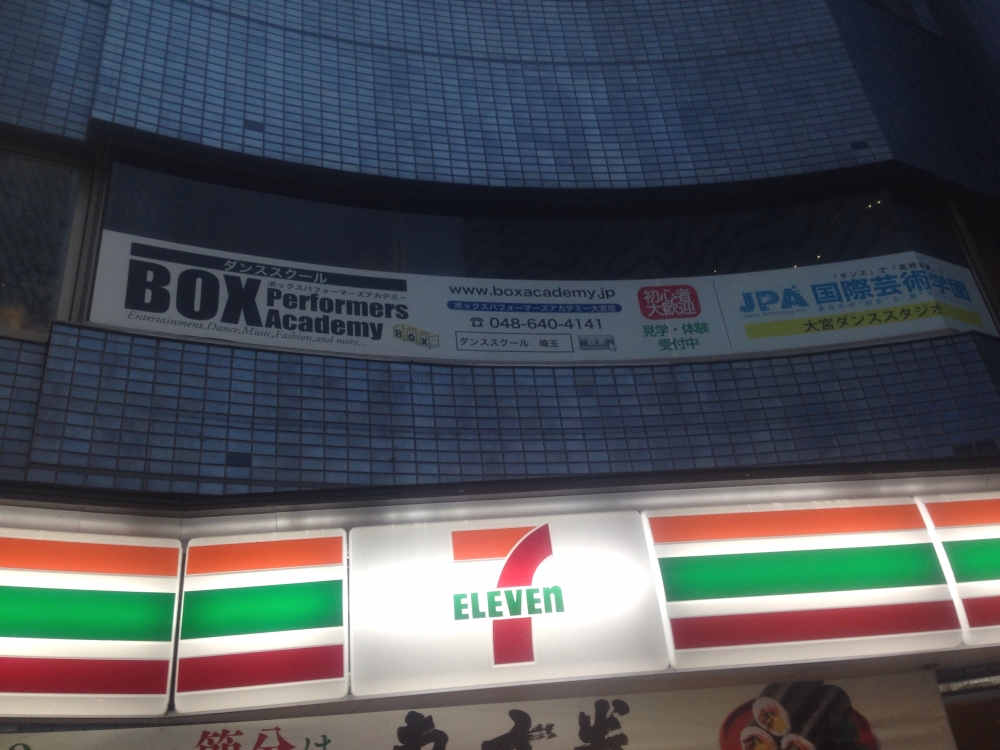 ダンススクール
BOX
ボックスパフォーマーズアカデミー
Performers
Academy
Entertainment,Dance,Music,Fashion,and more...
BOX
www.boxacademy.jp
ボックスパフォーマーズアカデミー大宮校
☎ 048-640-4141
ダンススクール 埼玉
初心者
大歓迎
見学・体験
受付中
JPA 国際芸術学園
大宮ダンススタジオ
7
ELEVEn
節分は